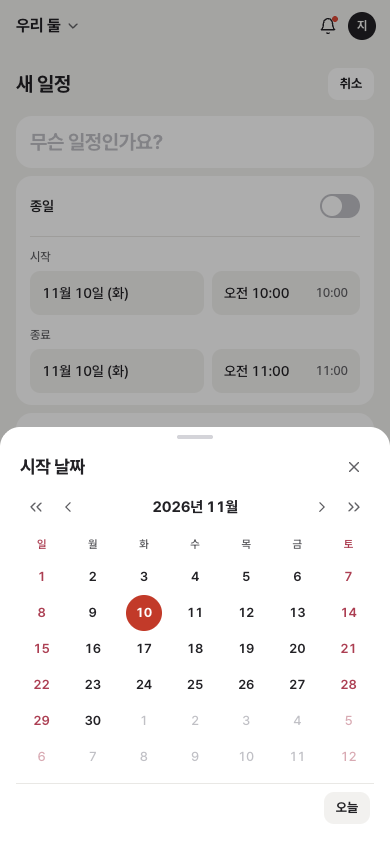 우리 둘
지
새 일정
취소
무슨 일정인가요?
종일
시작
11월 10일 (화)
오전 10:00
10:00
종료
11월 10일 (화)
오전 11:00
11:00
시작 날짜
2026년 11월
일 월 화 수 목 금 토
1 2 3 4 5 6 7
8 9 10 11 12 13 14
15 16 17 18 19 20 21
22 23 24 25 26 27 28
29 30 1 2 3 4 5
6 7 8 9 10 11 12
오늘